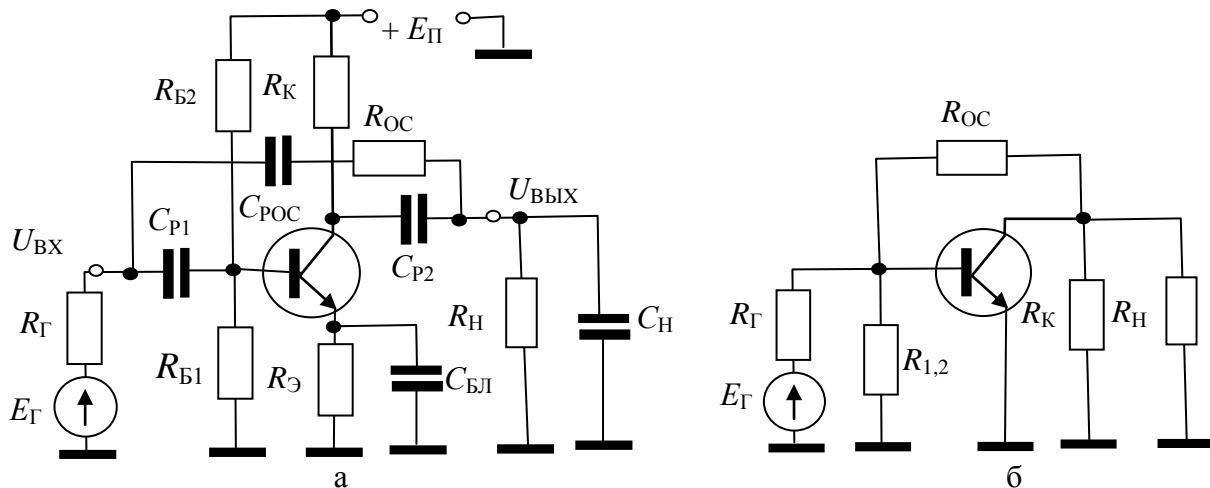 + EП
RБ2
RК
RОС
CРОС
CР1
UВХ
UВЫХ
CР2
RГ
RБ1
RЭ
CБЛ
RН
CН
EГ
а
RОС
RГ
R1,2
RК
RН
EГ
б